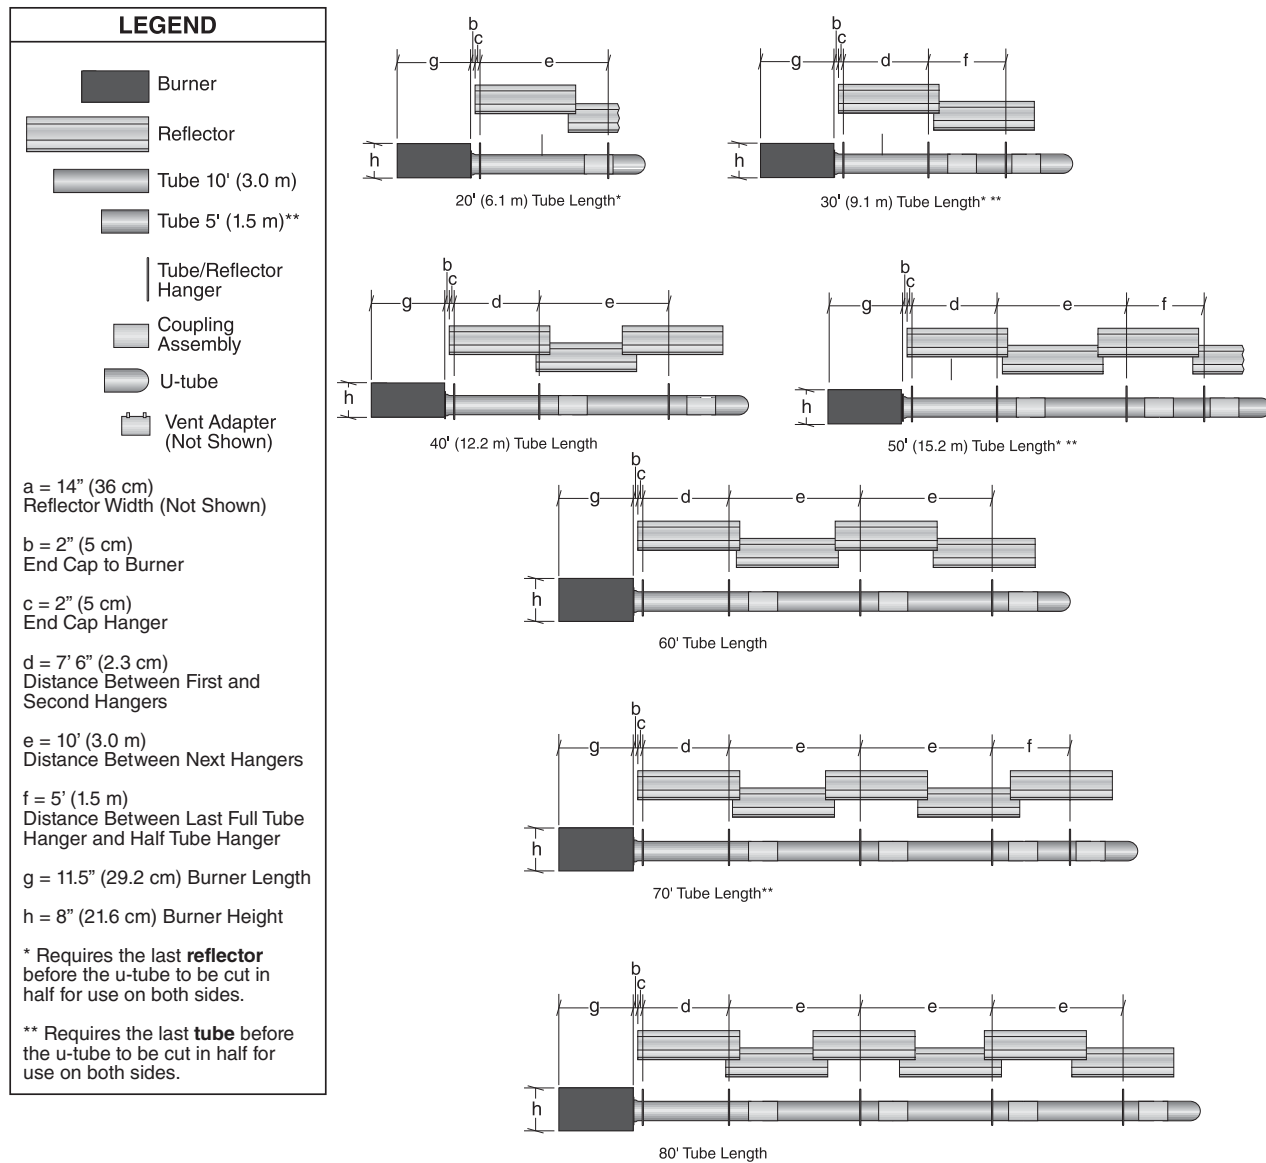 LEGEND
Burner
Reflector
Tube 10' (3.0 m)
Tube 5' (1.5 m)**
Tube/Reflector
Hanger
Coupling
Assembly
U-tube
Vent Adapter
(Not Shown)
a = 14” (36 cm)
Reflector Width (Not Shown)
b = 2” (5 cm)
End Cap to Burner
c = 2” (5 cm)
End Cap Hanger
d = 7’ 6” (2.3 cm)
Distance Between First and
Second Hangers
e = 10’ (3.0 m)
Distance Between Next Hangers
f = 5’ (1.5 m)
Distance Between Last Full Tube
Hanger and Half Tube Hanger
g = 11.5” (29.2 cm) Burner Length
h = 8” (21.6 cm) Burner Height
* Requires the last reflector
before the u-tube to be cut in
half for use on both sides.
** Requires the last tube before
the u-tube to be cut in half for
use on both sides.
b
c
g e
h
20' (6.1 m) Tube Length*
b
c
g d f
h
30' (9.1 m) Tube Length* **
b
c
g d e
h
40' (12.2 m) Tube Length
b
c
g d e f
h
50' (15.2 m) Tube Length* **
b
c
g d e e
h
60' Tube Length
b
c
g d e e f
h
70' Tube Length**
b
c
g d e e e
h
80' Tube Length